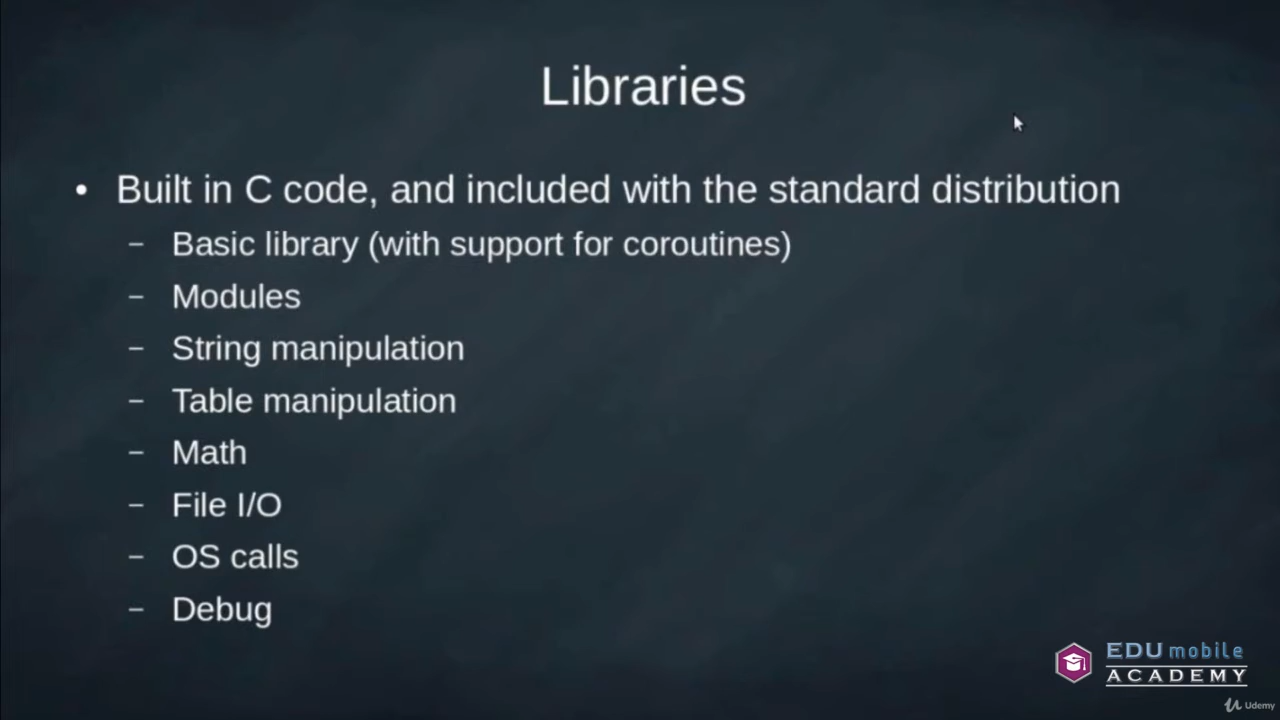 Libraries
• Built in C code, and included with the standard distribution
– Basic library (with support for coroutines)
– Modules
– String manipulation
– Table manipulation
– Math
– File I/O
– OS calls
– Debug
EDU mobile
ACADEMY
Udemy